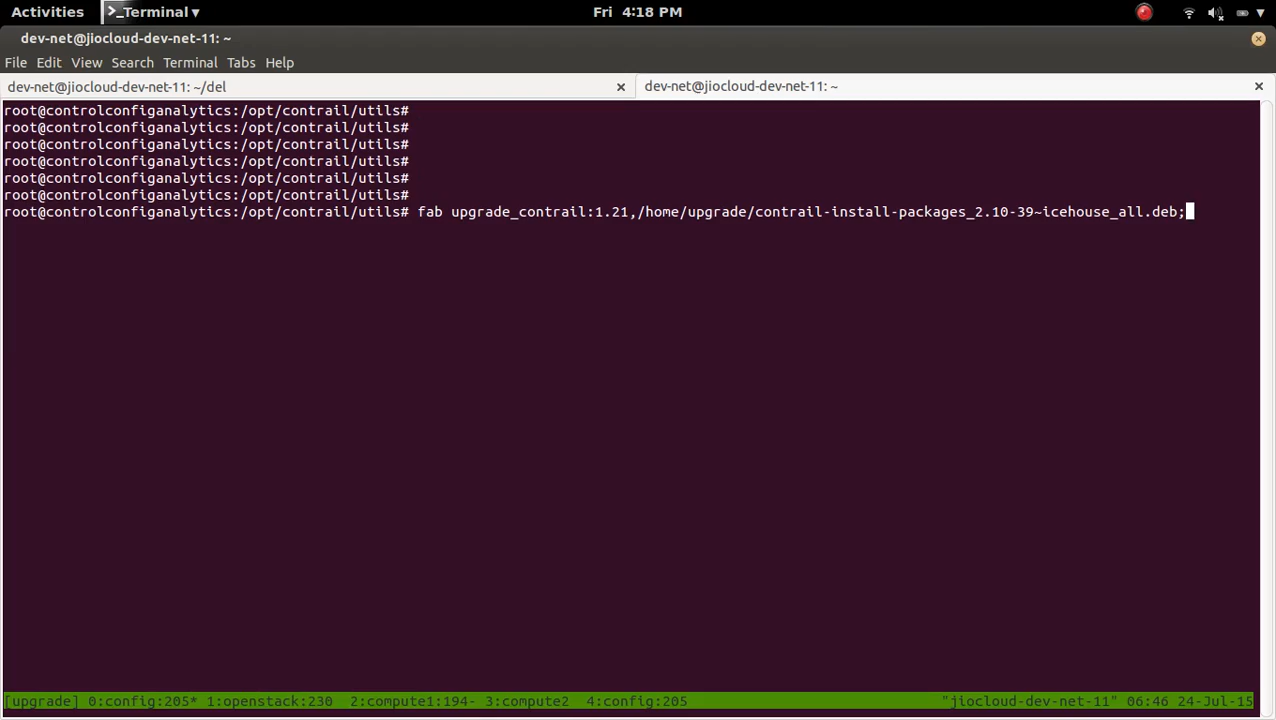 Activities >_Terminal ▾ Fri 4:18 PM
dev-net@jiocloud-dev-net-11: ~
File Edit View Search Terminal Tabs Help
dev-net@jiocloud-dev-net-11: ~/del × dev-net@jiocloud-dev-net-11: ~ ×
root@controlconfiganalytics:/opt/contrail/utils#
root@controlconfiganalytics:/opt/contrail/utils#
root@controlconfiganalytics:/opt/contrail/utils#
root@controlconfiganalytics:/opt/contrail/utils#
root@controlconfiganalytics:/opt/contrail/utils#
root@controlconfiganalytics:/opt/contrail/utils#
root@controlconfiganalytics:/opt/contrail/utils# fab upgrade_contrail:1.21,/home/upgrade/contrail-install-packages_2.10-39~icehouse_all.deb;
[upgrade] 0:config:205* 1:openstack:230 2:compute1:194- 3:compute2 4:config:205 "jiocloud-dev-net-11" 06:46 24-Jul-15